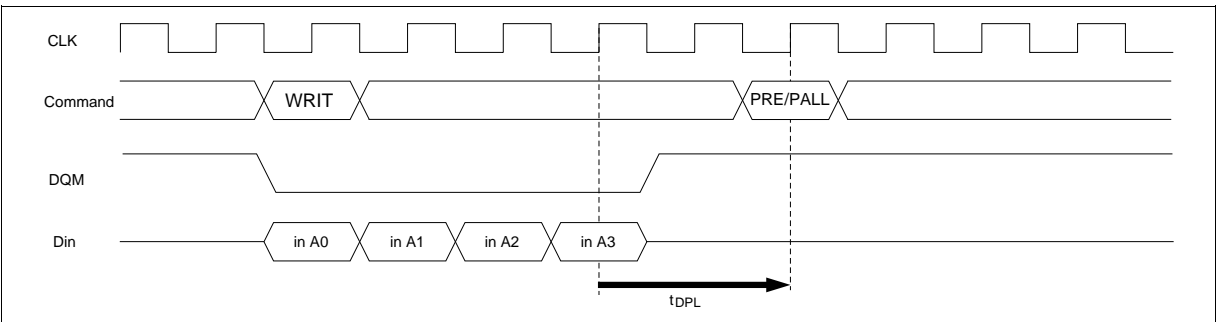 CLK
Command
WRIT
PRE/PALL
DQM
Din
in A0
in A1
in A2
in A3
tDPL